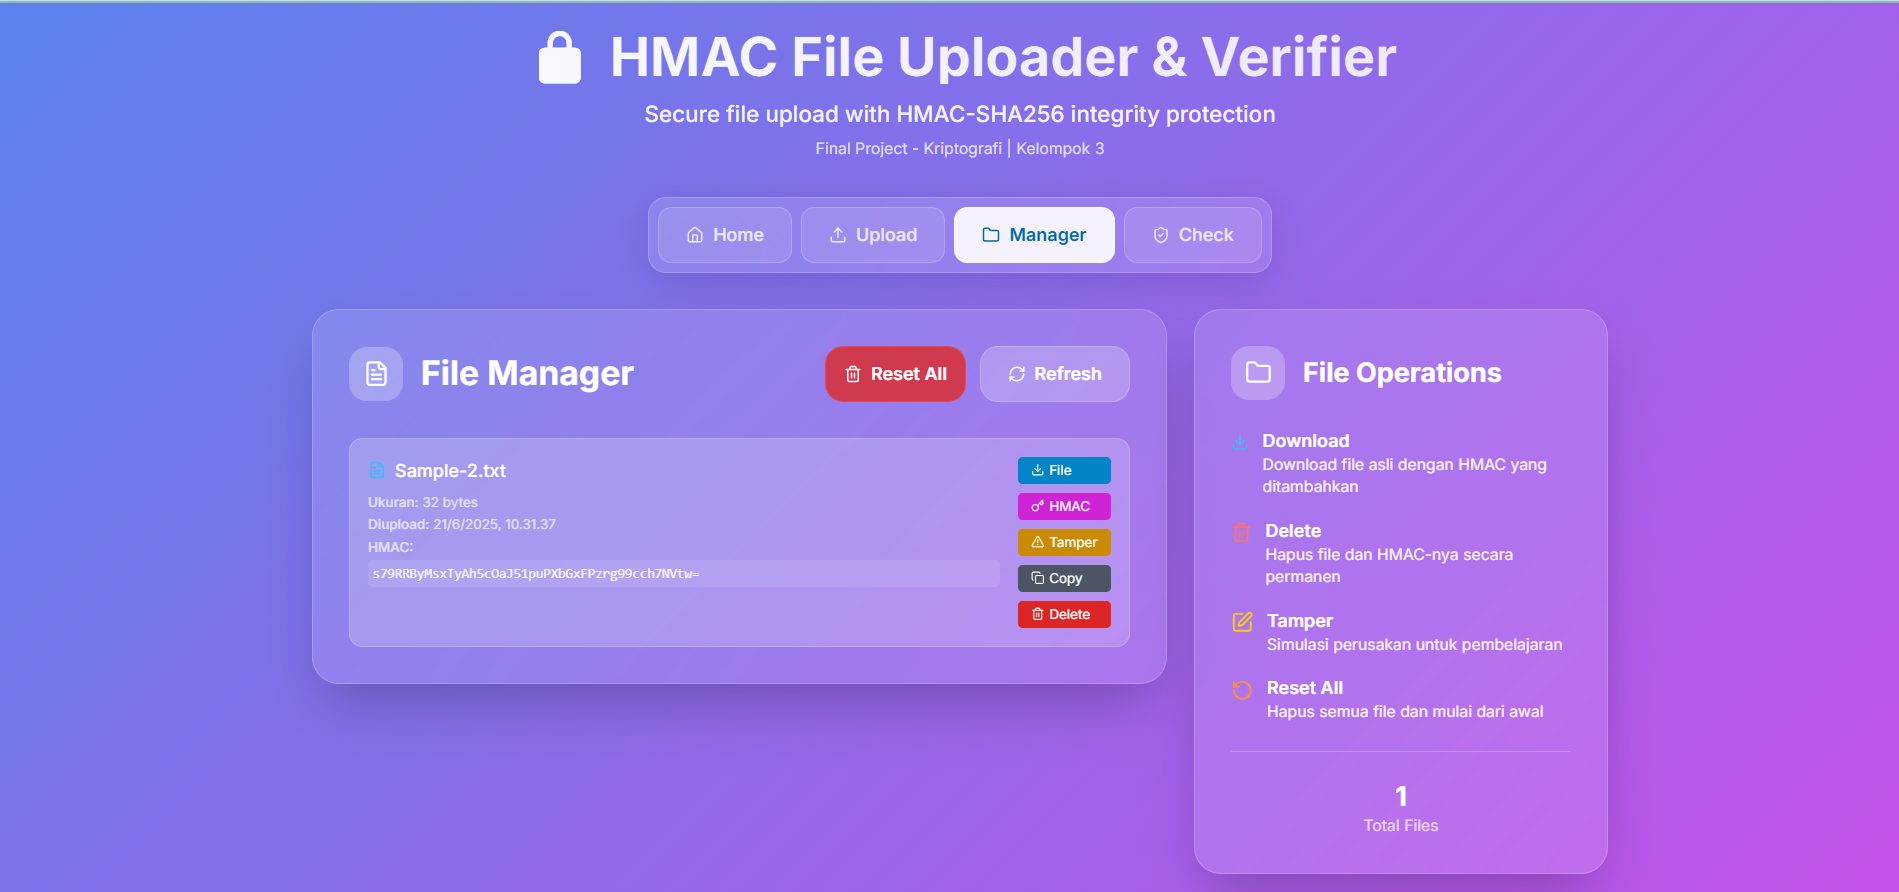 HMAC File Uploader & Verifier
Secure file upload with HMAC-SHA256 integrity protection
Final Project - Kriptografi | Kelompok 3
Home
Upload
Manager
Check
File Manager
Reset All
Refresh
Sample-2.txt
Ukuran: 32 bytes
Diupload: 21/6/2025, 10.31.37
HMAC:
s79RRByMsxTyAh5cOaJ51puPXbGxFPzrg99cch7NVtw=
File
HMAC
Tamper
Copy
Delete
File Operations
Download
Download file asli dengan HMAC yang
ditambahkan
Delete
Hapus file dan HMAC-nya secara
permanen
Tamper
Simulasi perusakan untuk pembelajaran
Reset All
Hapus semua file dan mulai dari awal
1
Total Files